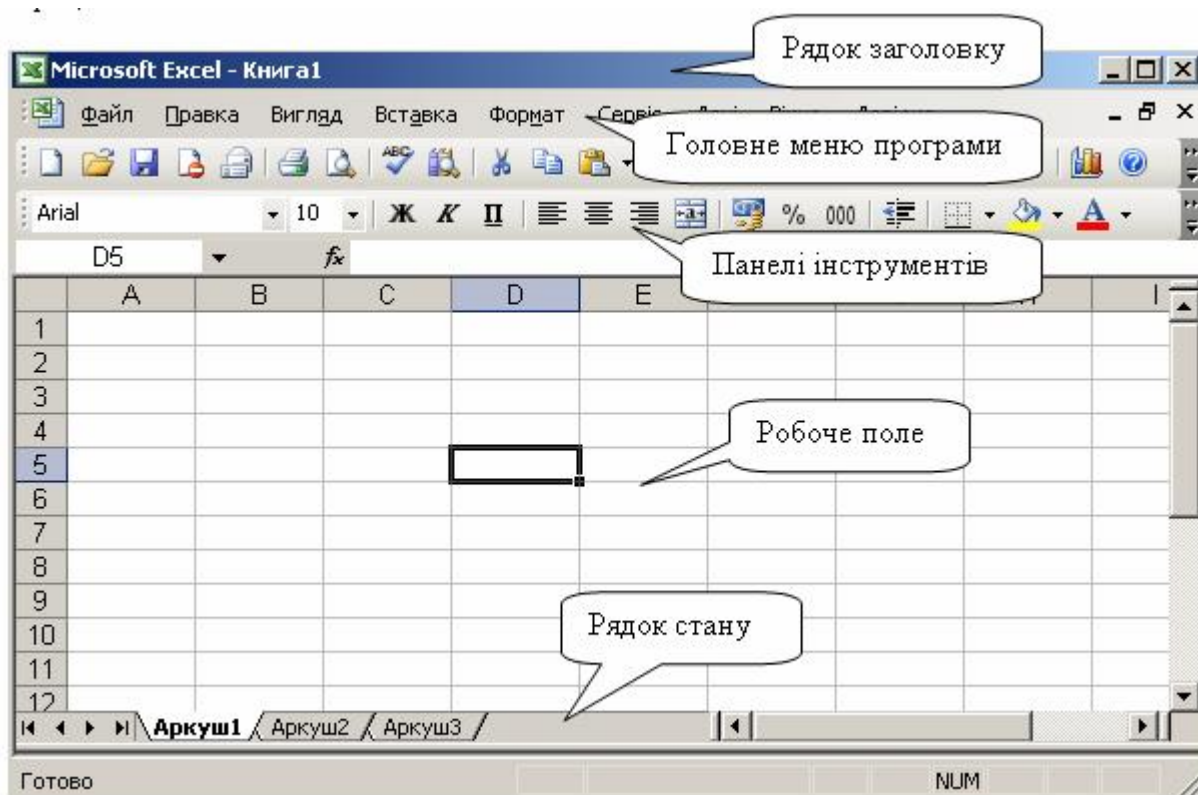 Рядок заголовку
Microsoft Excel - Книга1
Файл Правка Вигляд Вставка Формат
Головне меню програми
ABC
Arial 10 Ж К П a % 000 A
Панелі інструментів
D5 fx
A B C D E I
1
2
3
4
Робоче поле
5
6
7
8
9
10
Рядок стану
11
12
Аркуш1 Аркуш2 Аркуш3
Готово NUM